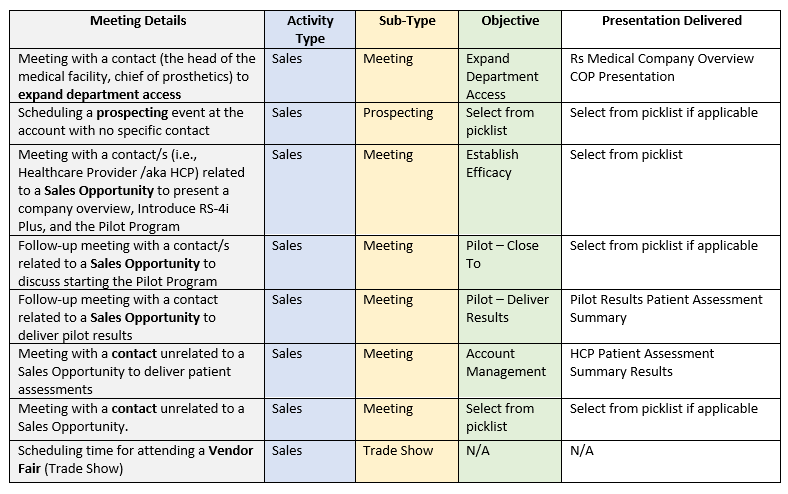 Meeting Details
Activity
Type
Sub-Type
Objective
Presentation Delivered
Meeting with a contact (the head of the
medical facility, chief of prosthetics) to
expand department access
Sales
Meeting
Expand
Department
Access
Rs Medical Company Overview
COP Presentation
Scheduling a prospecting event at the
account with no specific contact
Sales
Prospecting
Select from
picklist
Select from picklist if applicable
Meeting with a contact/s (i.e.,
Healthcare Provider /aka HCP) related
to a Sales Opportunity to present a
company overview, Introduce RS-4i
Plus, and the Pilot Program
Sales
Meeting
Establish
Efficacy
Select from picklist
Follow-up meeting with a contact/s
related to a Sales Opportunity to
discuss starting the Pilot Program
Sales
Meeting
Pilot – Close
To
Select from picklist if applicable
Follow-up meeting with a contact
related to a Sales Opportunity to
deliver pilot results
Sales
Meeting
Pilot – Deliver
Results
Pilot Results Patient Assessment
Summary
Meeting with a contact unrelated to a
Sales Opportunity to deliver patient
assessments
Sales
Meeting
Account
Management
HCP Patient Assessment
Summary Results
Meeting with a contact unrelated to a
Sales Opportunity.
Sales
Meeting
Select from
picklist
Select from picklist if applicable
Scheduling time for attending a Vendor
Fair (Trade Show)
Sales
Trade Show
N/A
N/A